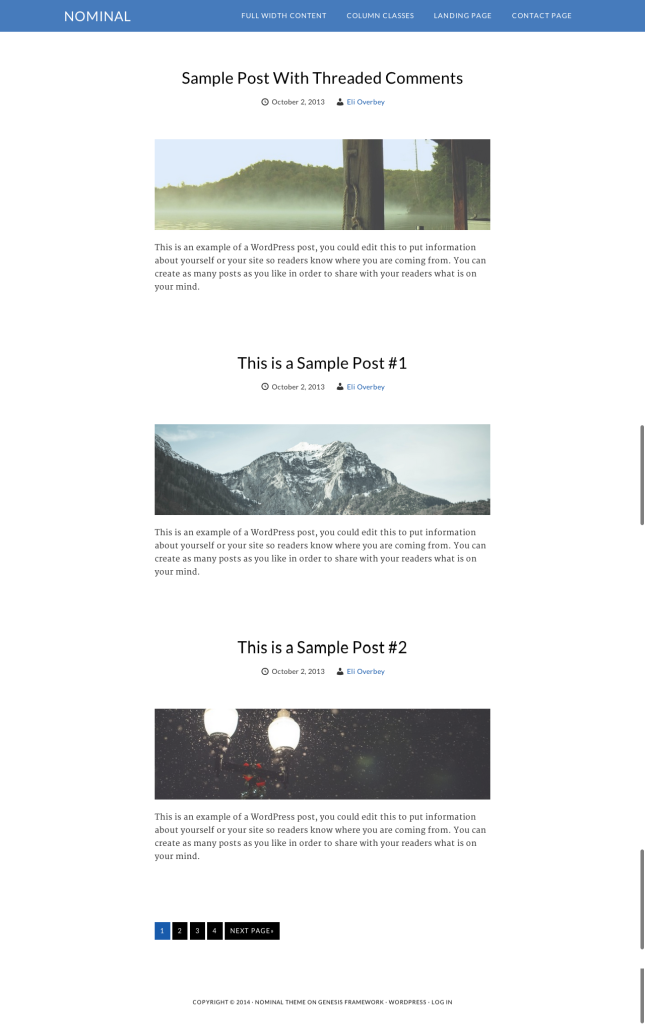 NOMINAL
FULL WIDTH CONTENT COLUMN CLASSES LANDING PAGE CONTACT PAGE
Sample Post With Threaded Comments
October 2, 2013 Eli Overbey
This is an example of a WordPress post, you could edit this to put information
about yourself or your site so readers know where you are coming from. You can
create as many posts as you like in order to share with your readers what is on
your mind.
This is a Sample Post #1
October 2, 2013 Eli Overbey
This is an example of a WordPress post, you could edit this to put information
about yourself or your site so readers know where you are coming from. You can
create as many posts as you like in order to share with your readers what is on
your mind.
This is a Sample Post #2
October 2, 2013 Eli Overbey
This is an example of a WordPress post, you could edit this to put information
about yourself or your site so readers know where you are coming from. You can
create as many posts as you like in order to share with your readers what is on
your mind.
1 2 3 4 NEXT PAGE»
COPYRIGHT © 2014 · NOMINAL THEME ON GENESIS FRAMEWORK · WORDPRESS · LOG IN